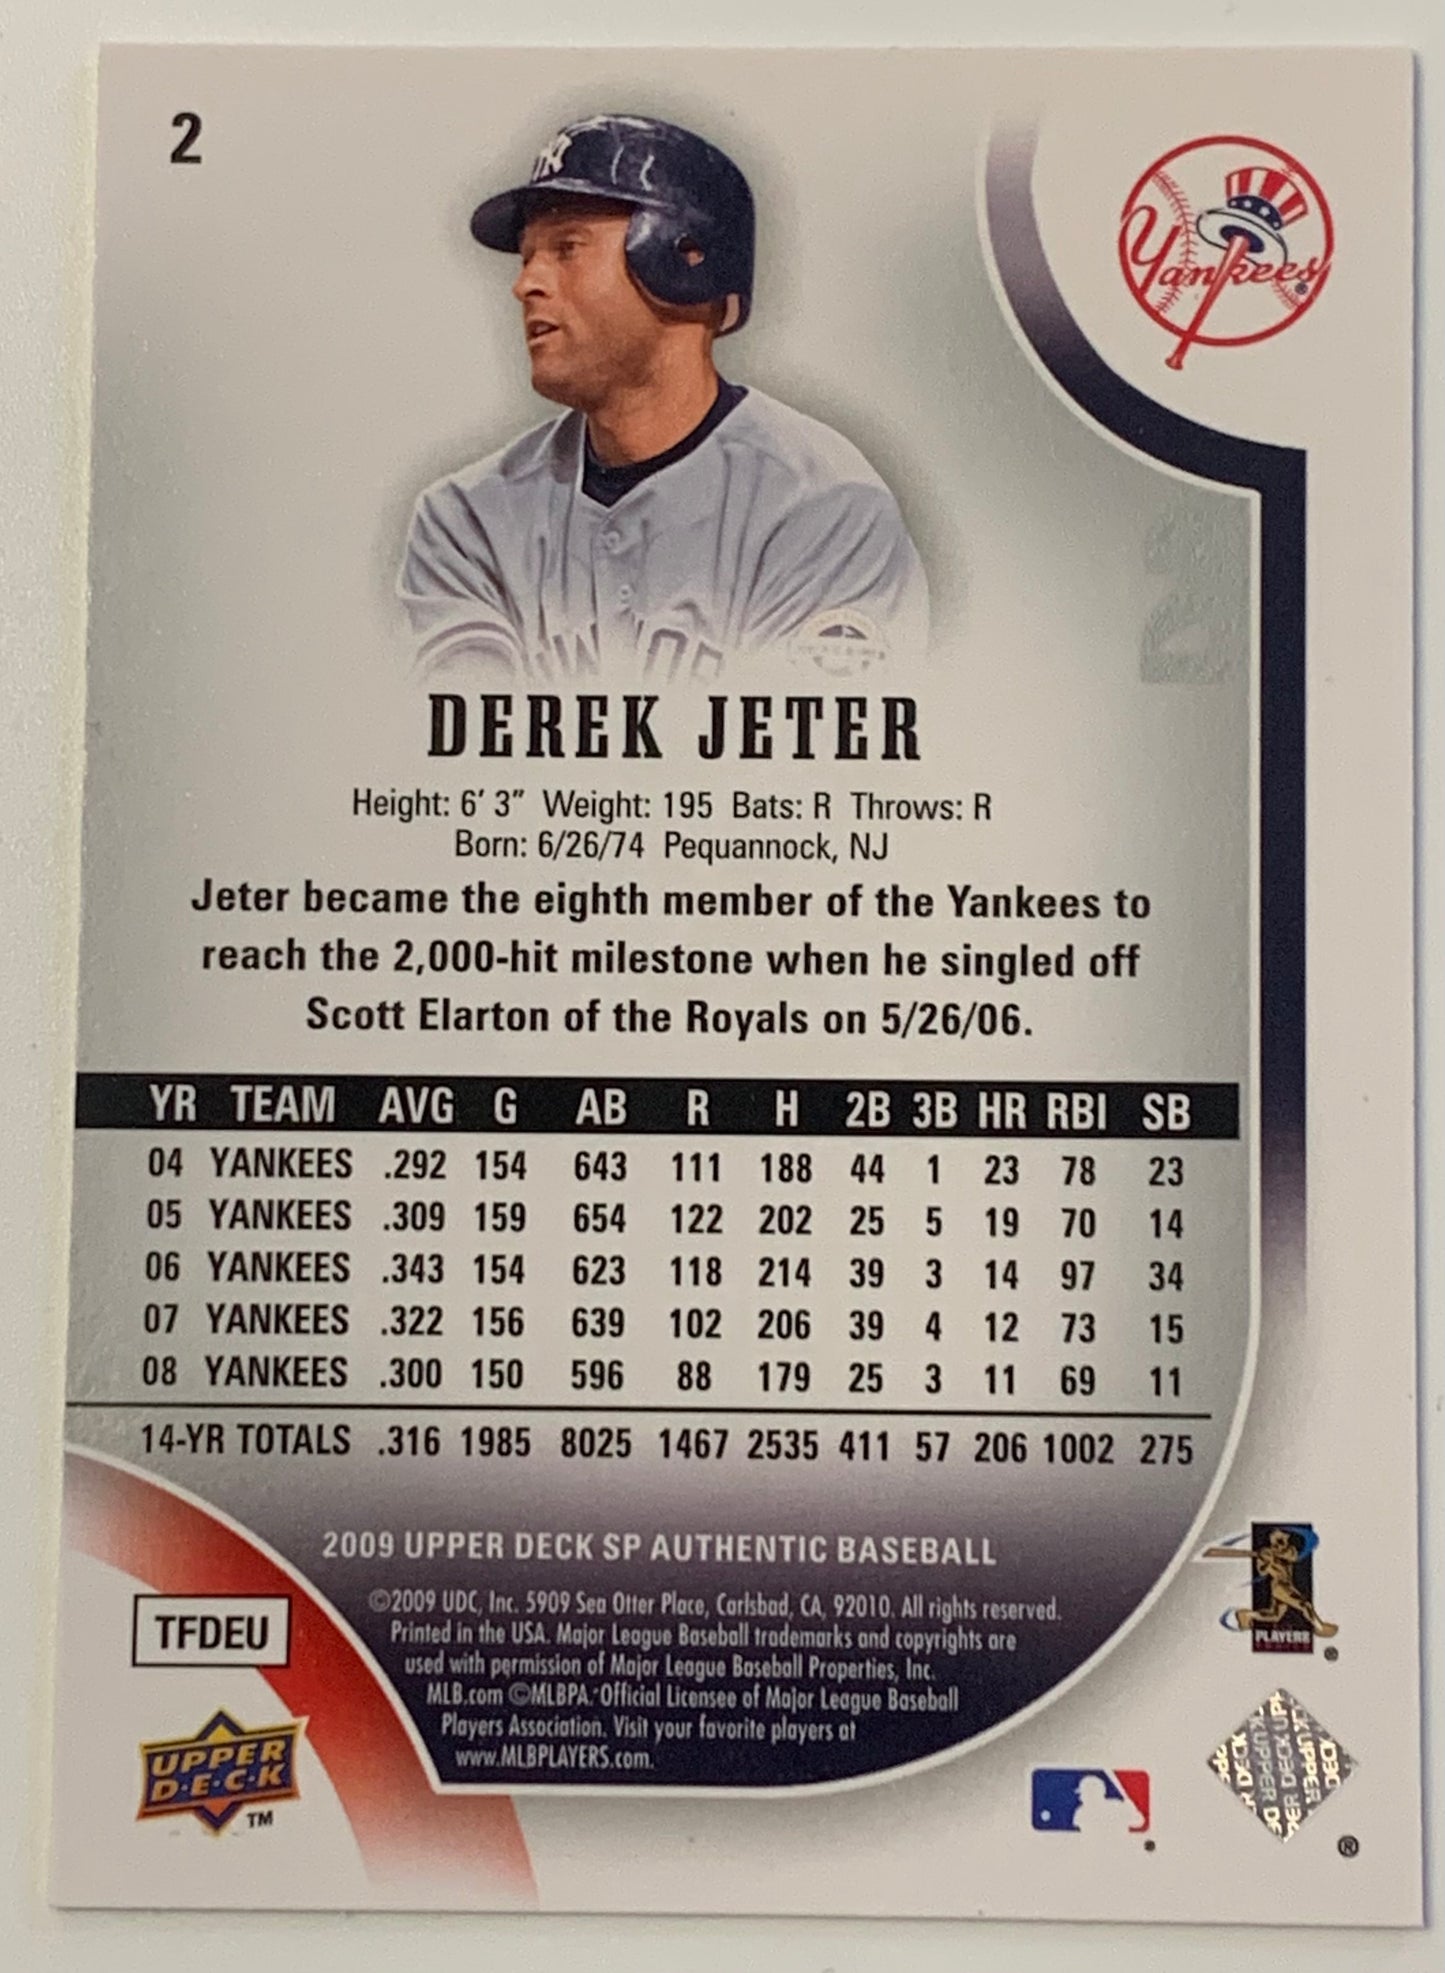 2
Yankees®
DEREK JETER
Height: 6' 3" Weight: 195 Bats: R Throws: R
Born: 6/26/74 Pequannock, NJ
Jeter became the eighth member of the Yankees to
reach the 2,000-hit milestone when he singled off
Scott Elarton of the Royals on 5/26/06.
YR TEAM AVG G AB R H 2B 3B HR RBI SB
04 YANKEES .292 154 643 111 188 44 1 23 78 23
05 YANKEES .309 159 654 122 202 25 5 19 70 14
06 YANKEES .343 154 623 118 214 39 3 14 97 34
07 YANKEES .322 156 639 102 206 39 4 12 73 15
08 YANKEES .300 150 596 88 179 25 3 11 69 11
14-YR TOTALS .316 1985 8025 1467 2535 411 57 206 1002 275
2009 UPPER DECK SP AUTHENTIC BASEBALL
©2009 UDC, Inc. 5909 Sea Otter Place, Carlsbad, CA, 92010. All rights reserved.
Printed in the USA. Major League Baseball trademarks and copyrights are
used with permission of Major League Baseball Properties, Inc.
MLB.com ©MLBPA. Official Licensee of Major League Baseball
Players Association. Visit your favorite players at
www.MLBPLAYERS.com.
TFDEU
UPPER
D·E·C·K
TM
PLAYERS
®
®
®